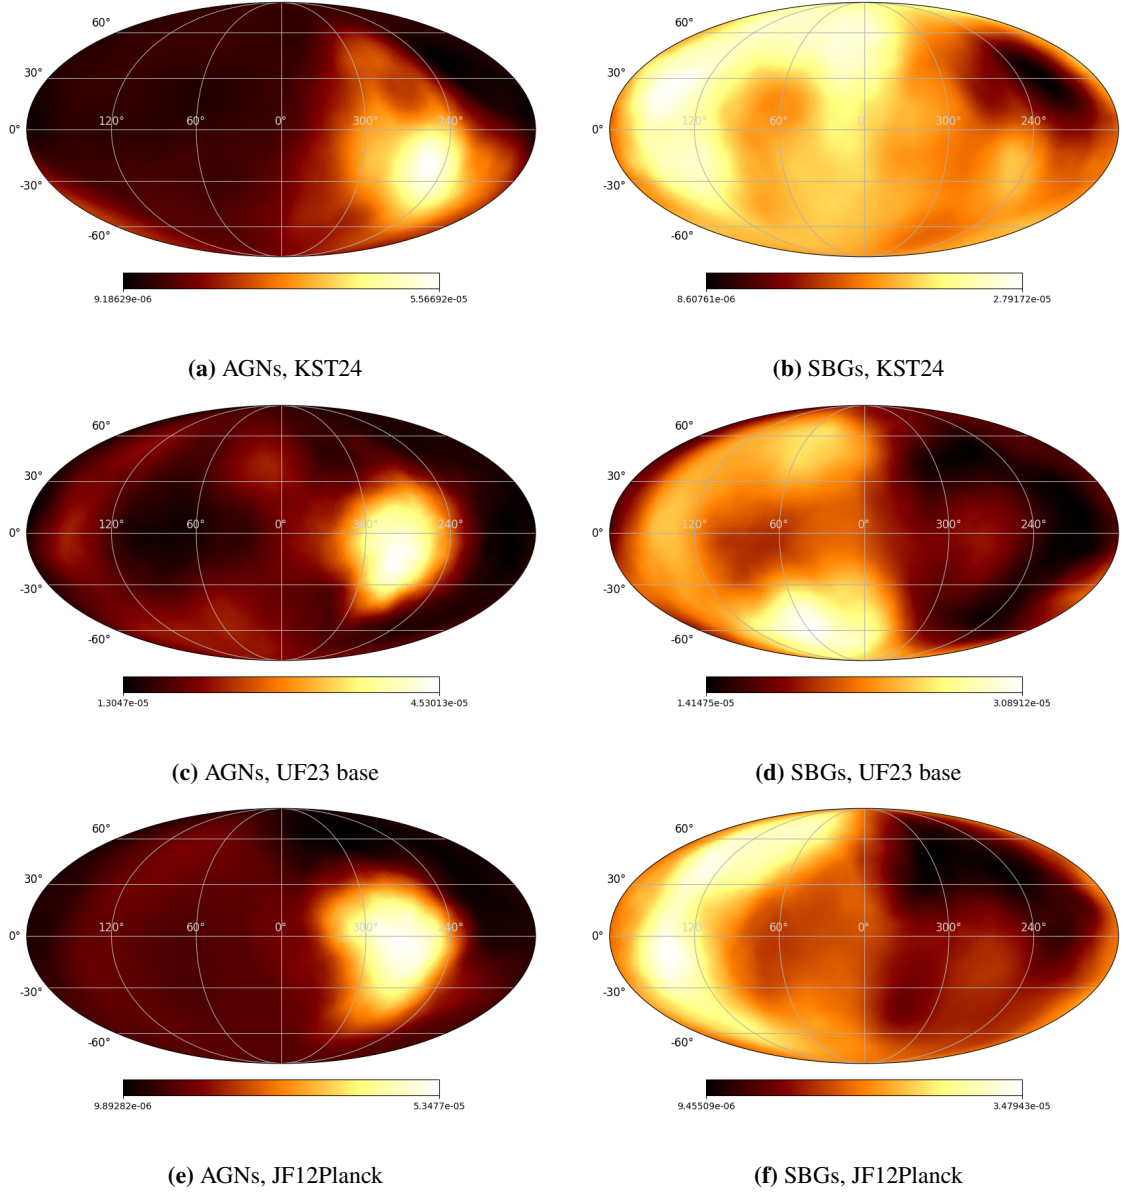 60° 60°
30° 30°
120° 60° 0° 300° 240° 120° 60° 0° 300° 240°
0° 0°
-30° -30°
-60° -60°
9.18629e-06 5.56692e-05 8.60761e-06 2.79172e-05
(a) AGNs, KST24 (b) SBGs, KST24
60° 60°
30° 30°
120° 60° 0° 300° 240° 120° 60° 0° 300° 240°
0° 0°
-30° -30°
-60° -60°
1.3047e-05 4.53013e-05 1.41475e-05 3.08912e-05
(c) AGNs, UF23 base (d) SBGs, UF23 base
60° 60°
30° 30°
120° 60° 0° 300° 240° 120° 60° 0° 300° 240°
0° 0°
-30° -30°
-60° -60°
9.89282e-06 5.3477e-05 9.45509e-06 3.47943e-05
(e) AGNs, JF12Planck (f) SBGs, JF12Planck